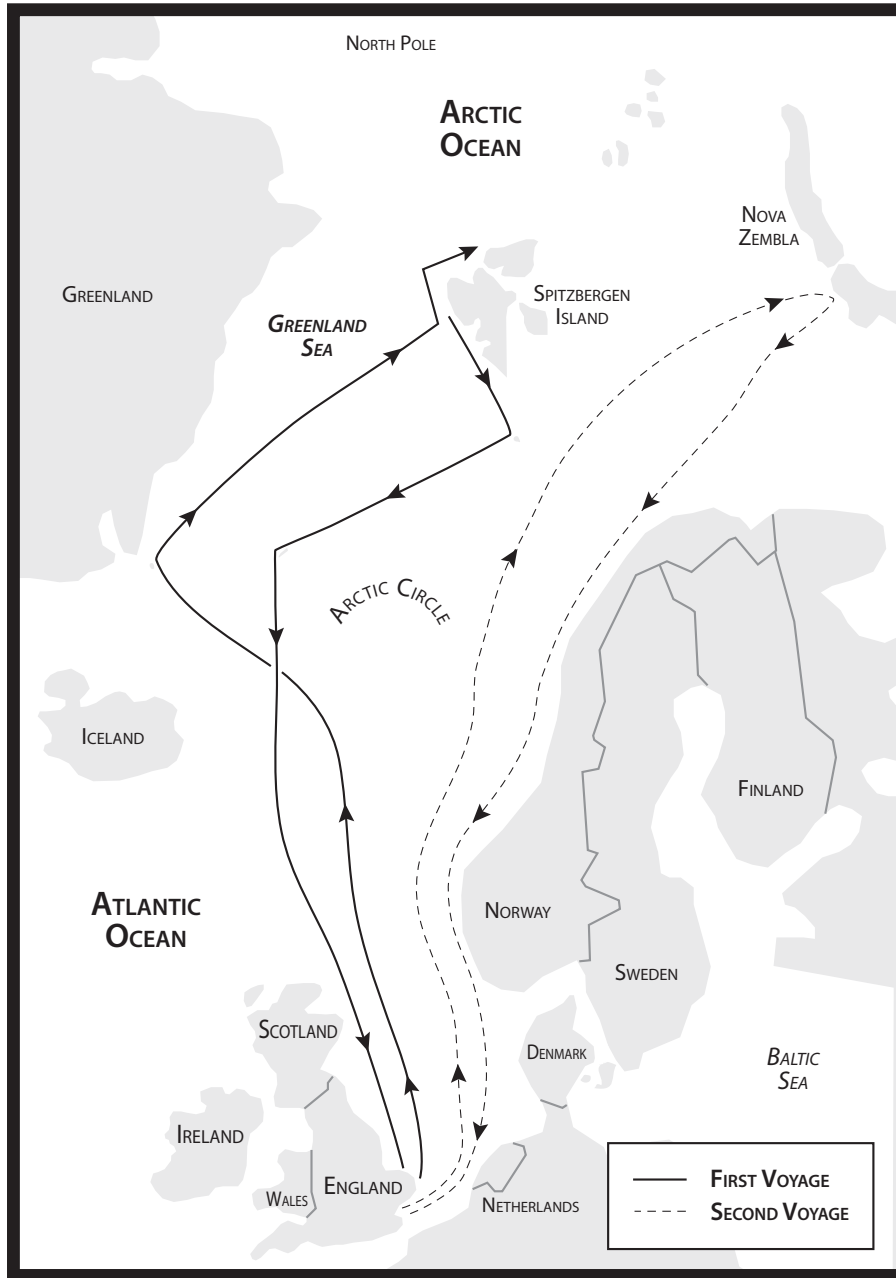 North Pole
Arctic
Ocean
Nova
Zembla
Greenland
Spitzbergen
Island
Greenland
Sea
Arctic Circle
Iceland
Finland
Atlantic
Ocean
Norway
Sweden
Scotland
Denmark
Baltic
Sea
Ireland
England
Wales
Netherlands
First Voyage
Second Voyage